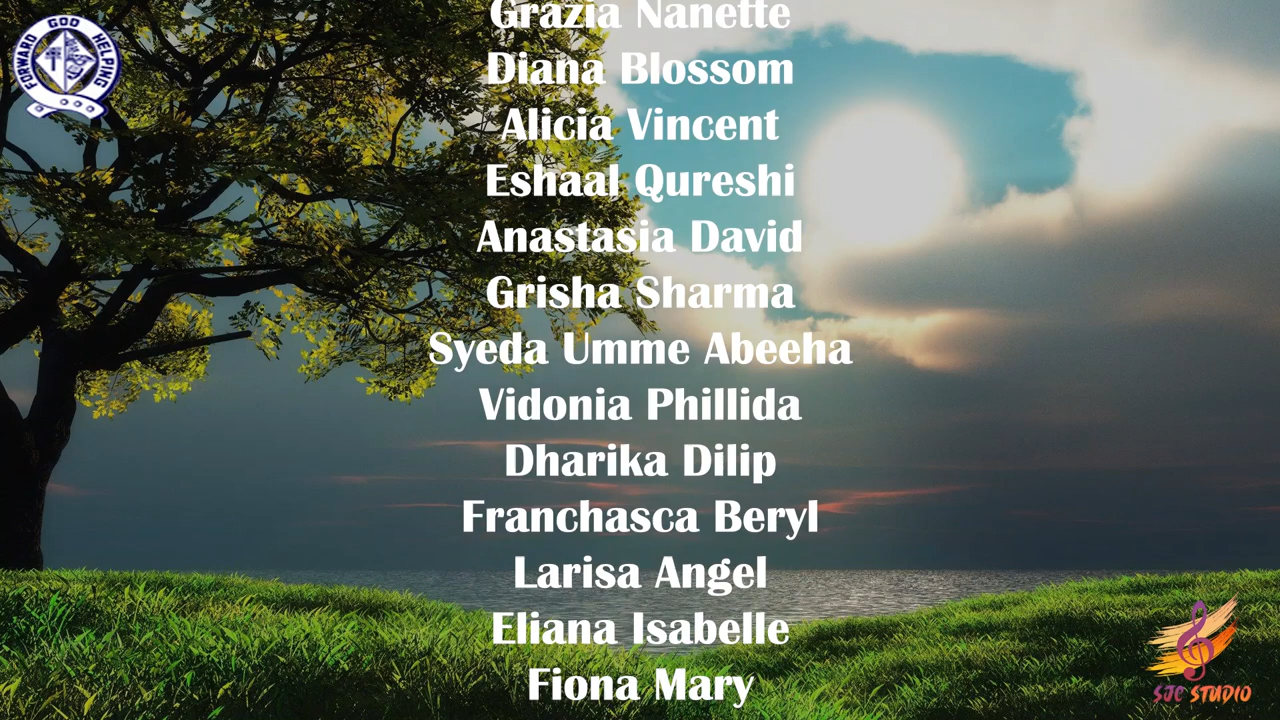 FORWARD GOD HELPING
Grazia Nanette
Diana Blossom
Alicia Vincent
Eshaal Qureshi
Anastasia David
Grisha Sharma
Syeda Umme Abeeha
Vidonia Phillida
Dharika Dilip
Franchasca Beryl
Larisa Angel
Eliana Isabelle
Fiona Mary
SJC STUDIO